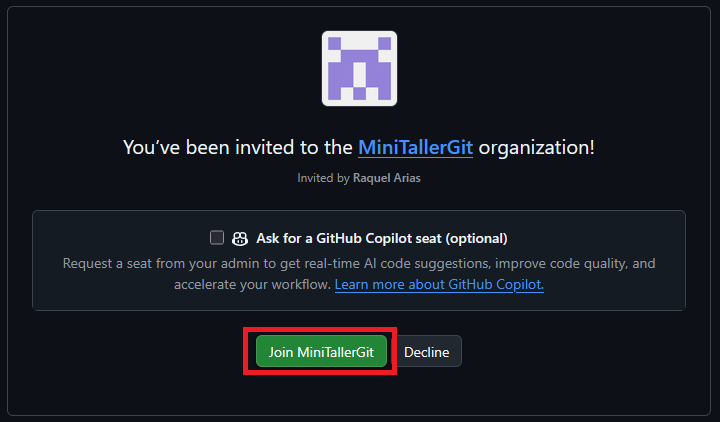 You’ve been invited to the MiniTallerGit organization!
Invited by Raquel Arias
Ask for a GitHub Copilot seat (optional)
Request a seat from your admin to get real-time AI code suggestions, improve code quality, and
accelerate your workflow. Learn more about GitHub Copilot.
Join MiniTallerGit Decline